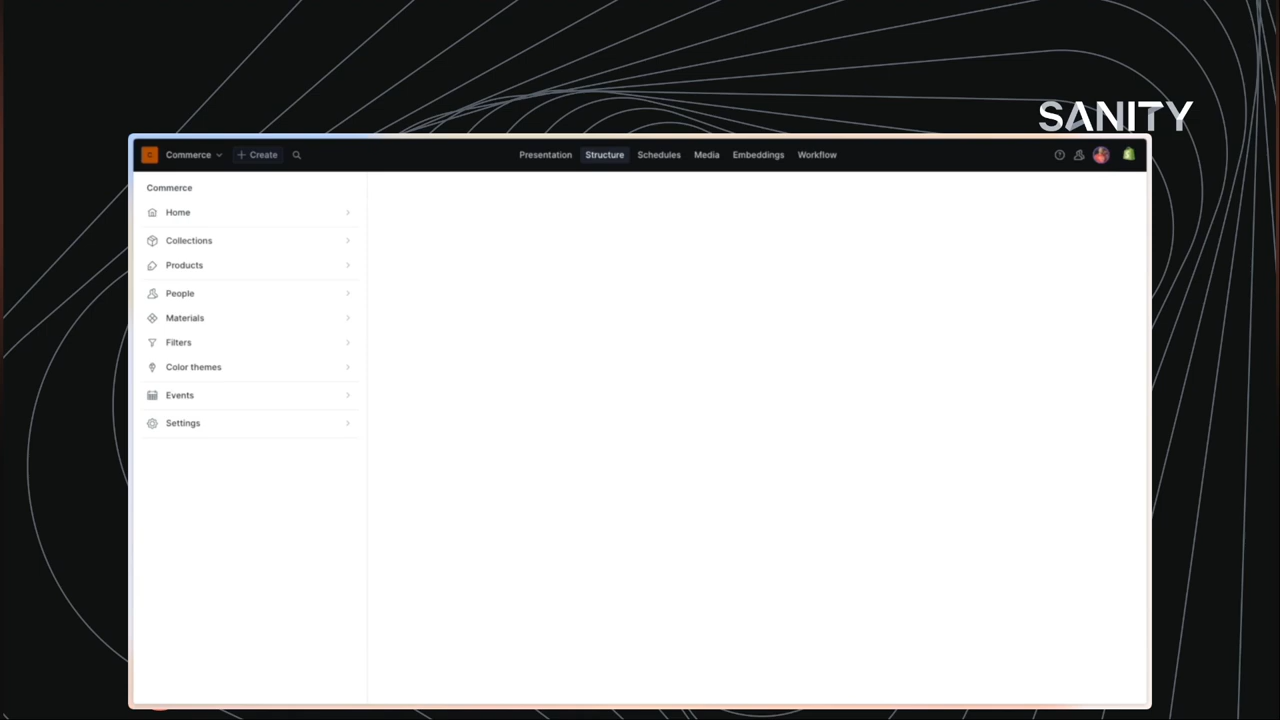 SANITY
C Commerce Create Presentation Structure Schedules Media Embeddings Workflow
Commerce
Home
Collections
Products
People
Materials
Filters
Color themes
Events
Settings